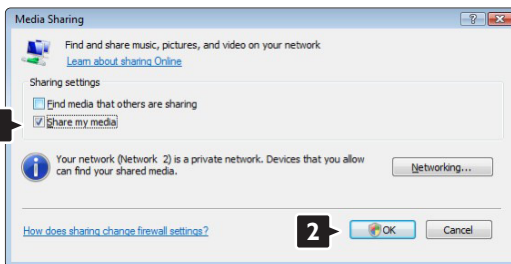 Media Sharing
Find and share music, pictures, and video on your network
Learn about sharing Online
Sharing settings
Find media that others are sharing
Share my media
Your network (Network 2) is a private network. Devices that you allow
can find your shared media.
Networking...
How does sharing change firewall settings?
2
OK
Cancel